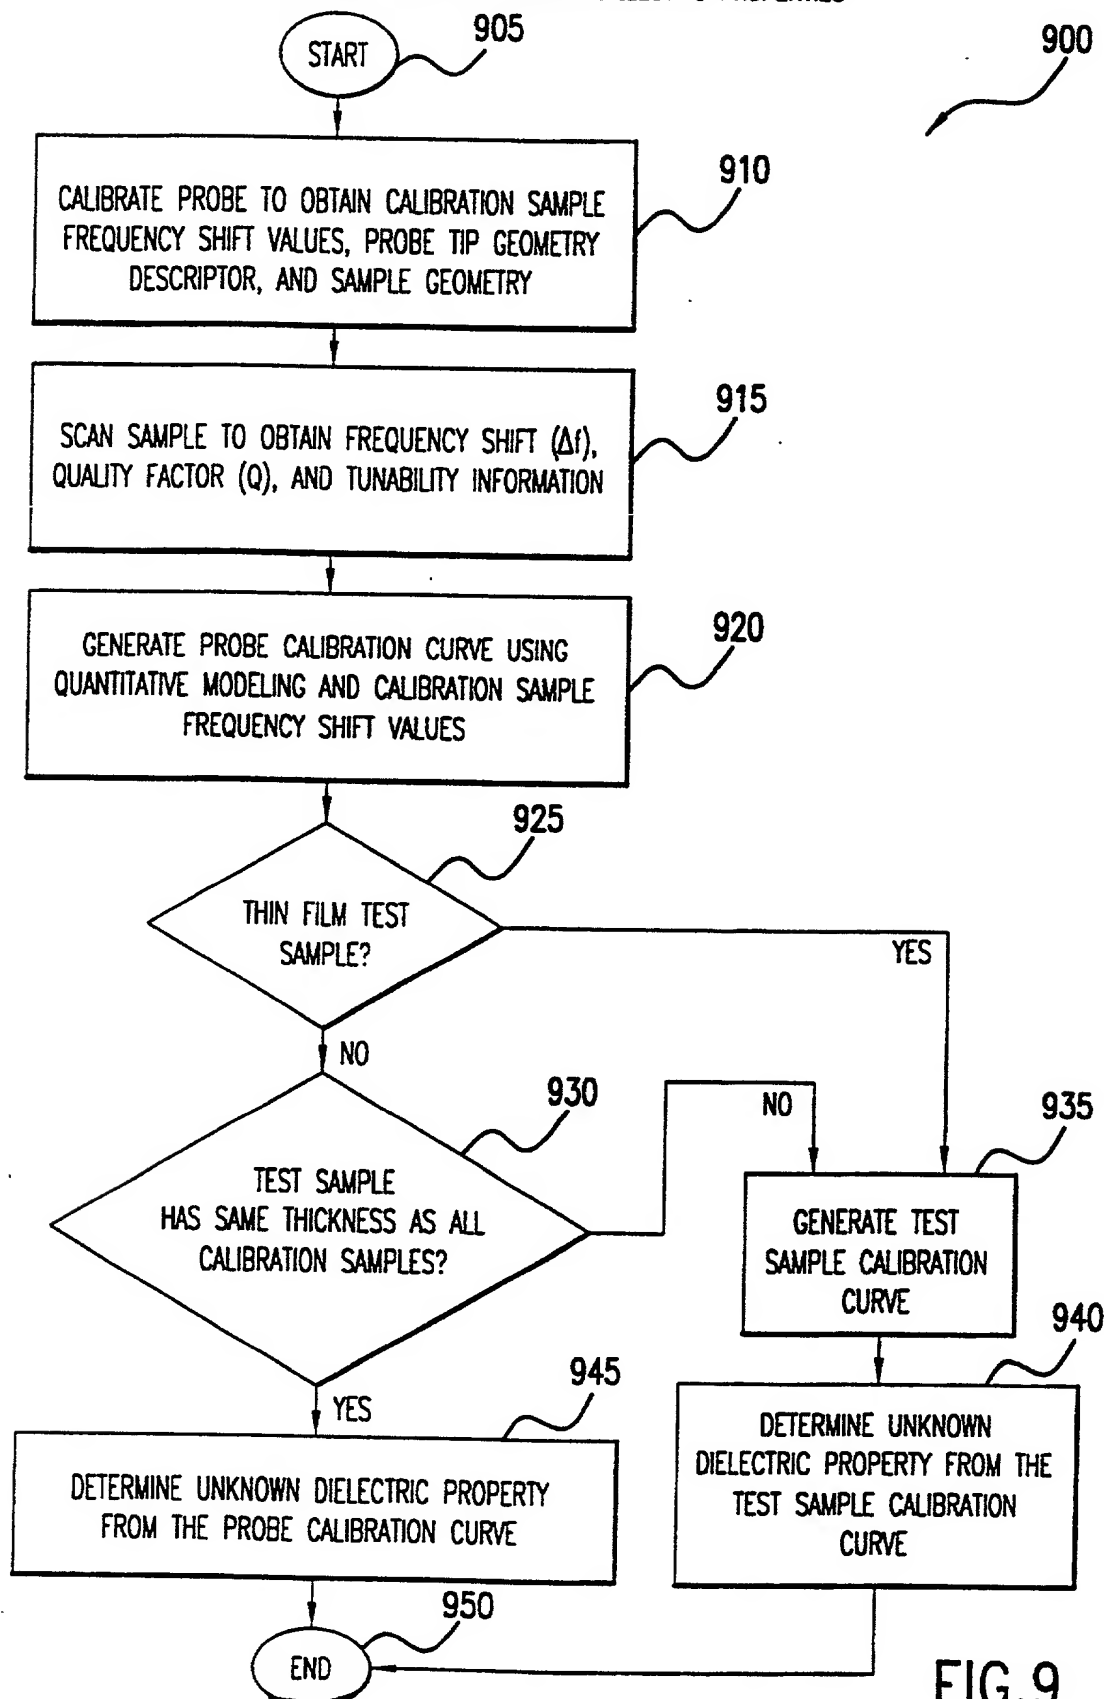 PROPERTIES
START
905
900
CALIBRATE PROBE TO OBTAIN CALIBRATION SAMPLE
FREQUENCY SHIFT VALUES, PROBE TIP GEOMETRY
DESCRIPTOR, AND SAMPLE GEOMETRY
910
SCAN SAMPLE TO OBTAIN FREQUENCY SHIFT (Δf),
QUALITY FACTOR (Q), AND TUNABILITY INFORMATION
915
GENERATE PROBE CALIBRATION CURVE USING
QUANTITATIVE MODELING AND CALIBRATION SAMPLE
FREQUENCY SHIFT VALUES
920
THIN FILM TEST
SAMPLE?
925
YES
NO
TEST SAMPLE
HAS SAME THICKNESS AS ALL
CALIBRATION SAMPLES?
930
NO
YES
GENERATE TEST
SAMPLE CALIBRATION
CURVE
935
DETERMINE UNKNOWN
DIELECTRIC PROPERTY FROM THE
TEST SAMPLE CALIBRATION
CURVE
940
DETERMINE UNKNOWN DIELECTRIC PROPERTY
FROM THE PROBE CALIBRATION CURVE
945
END
950
FIG.9